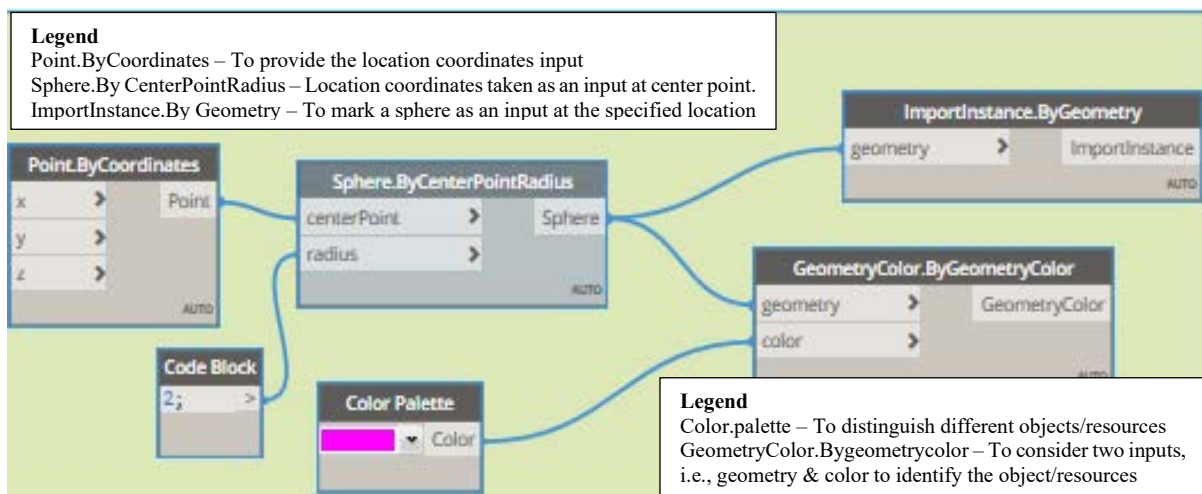 Legend
Point.ByCoordinates – To provide the location coordinates input
Sphere.By CenterPointRadius – Location coordinates taken as an input at center point.
ImportInstance.By Geometry – To mark a sphere as an input at the specified location
Point.ByCoordinates
x > Point
y >
z >
AUTO
Sphere.ByCenterPointRadius
centerPoint > Sphere
radius >
AUTO
ImportInstance.ByGeometry
geometry > ImportInstance
AUTO
GeometryColor.ByGeometryColor
geometry > GeometryColor
color >
AUTO
Code Block
2; >
Color Palette
Color
Legend
Color.palette – To distinguish different objects/resources
GeometryColor.Bygeometrycolor – To consider two inputs,
i.e., geometry & color to identify the object/resources